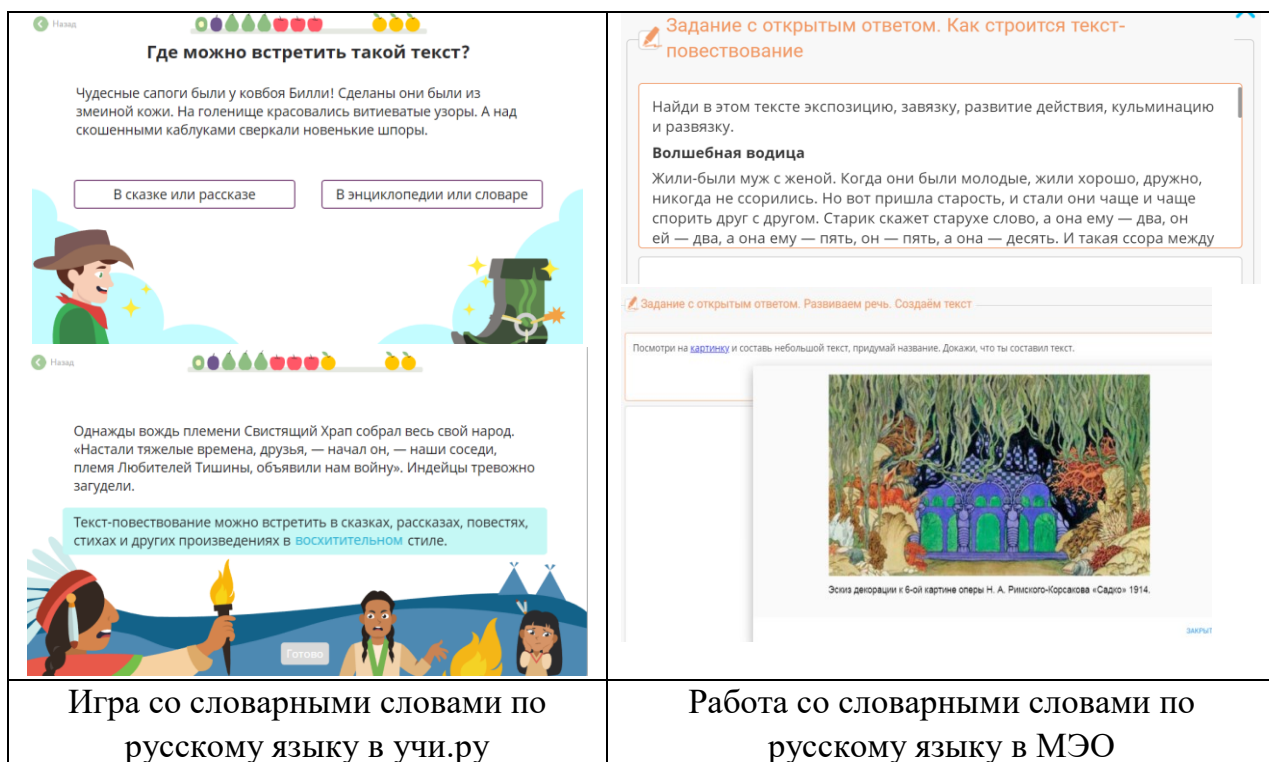 Назад
Где можно встретить такой текст?
Чудесные сапоги были у ковбоя Билли! Сделаны они были из
змеиной кожи. На голенище красовались витиеватые узоры. А над
скошенными каблуками сверкали новенькие шпоры.
В сказке или рассказе
В энциклопедии или словаре
Назад
Однажды вождь племени Свистящий Храп собрал весь свой народ.
«Настали тяжелые времена, друзья, — начал он, — наши соседи,
племя Любителей Тишины, объявили нам войну». Индейцы тревожно
загудели.
Текст-повествование можно встретить в сказках, рассказах, повестях,
стихах и других произведениях в восхитительном стиле.
Готово
Задание с открытым ответом. Как строится текст-
повествование
Найди в этом тексте экспозицию, завязку, развитие действия, кульминацию
и развязку.
Волшебная водица
Жили-были муж с женой. Когда они были молодые, жили хорошо, дружно,
никогда не ссорились. Но вот пришла старость, и стали они чаще и чаще
спорить друг с другом. Старик скажет старухе слово, а она ему — два, он
ей — два, а она ему — пять, он — пять, а она — десять. И такая ссора между
Задание с открытым ответом. Развиваем речь. Создаём текст
Посмотри на картинку и составь небольшой текст, придумай название. Докажи, что ты составил текст.
Эскиз декорации к 6-ой картине оперы Н. А. Римского-Корсакова «Садко» 1914.
ЗАКРЫТ
Игра со словарными словами по
русскому языку в учи.ру
Работа со словарными словами по
русскому языку в МЭО